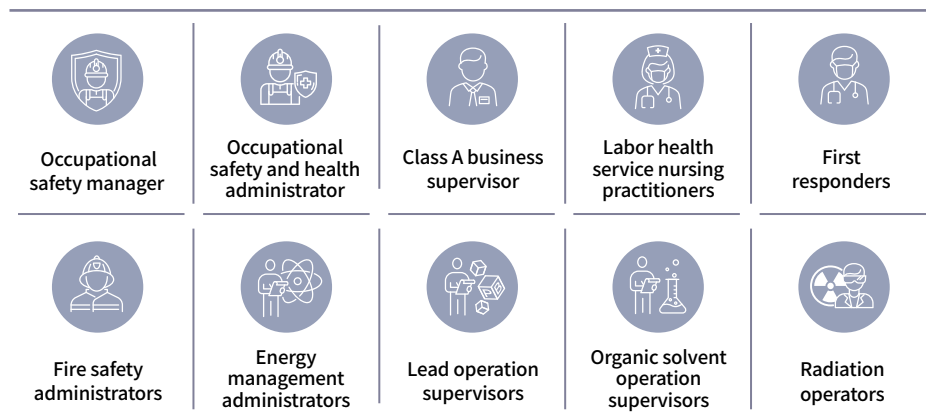 Occupational
safety manager
Occupational
safety and health
administrator
Class A business
supervisor
Labor health
service nursing
practitioners
First
responders
Fire safety
administrators
Energy
management
administrators
Lead operation
supervisors
Organic solvent
operation
supervisors
Radiation
operators